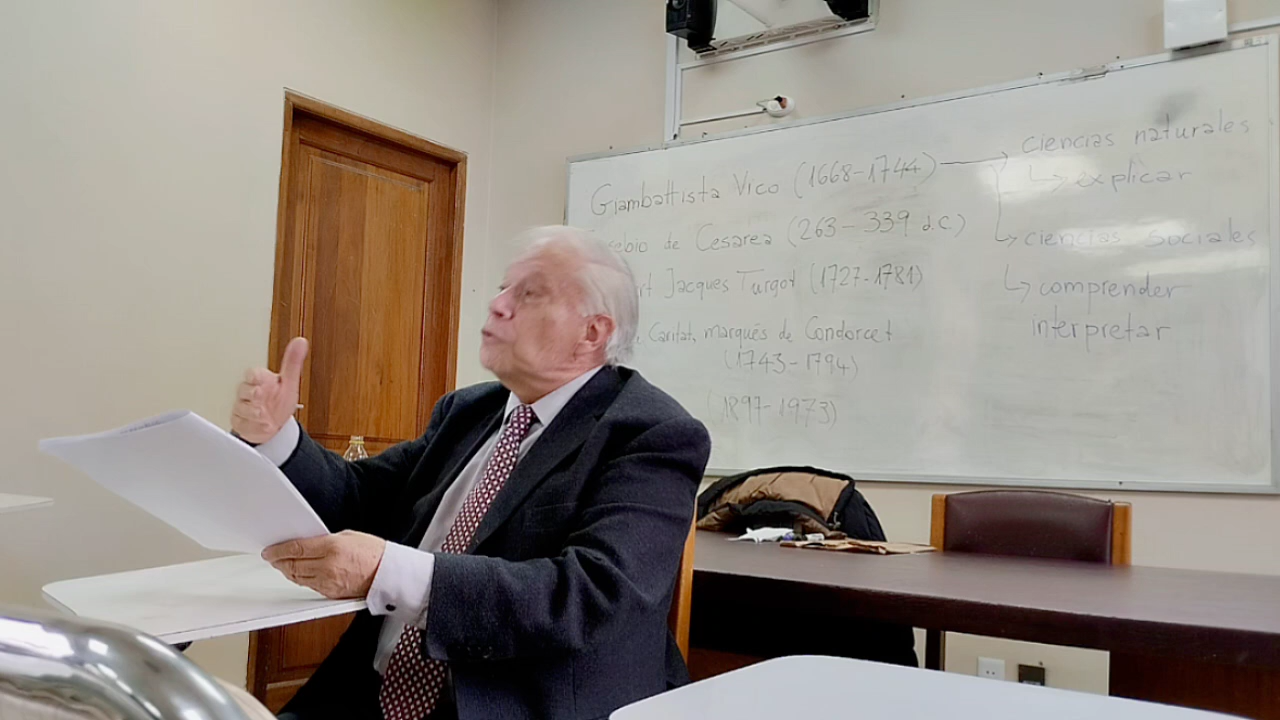 Giambattista Vico (1668-1744)
ciencias naturales
explicar
ciencias sociales
comprender
interpretar
de Cesarea (263-339 d.C)
Jacques Turgot (1727-1781)
Caritat, marqués de Condorcet
(1743-1794)
(1897-1973)